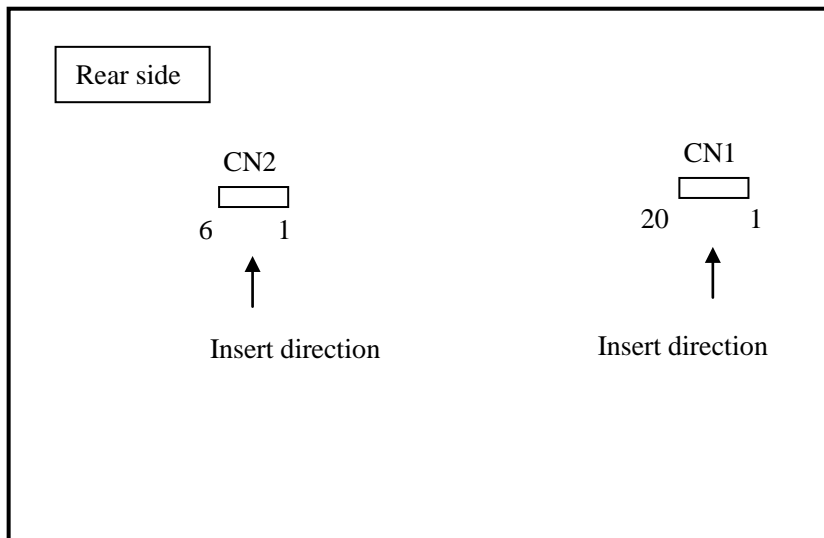 Rear side
CN2
6 1
Insert direction
CN1
20 1
Insert direction